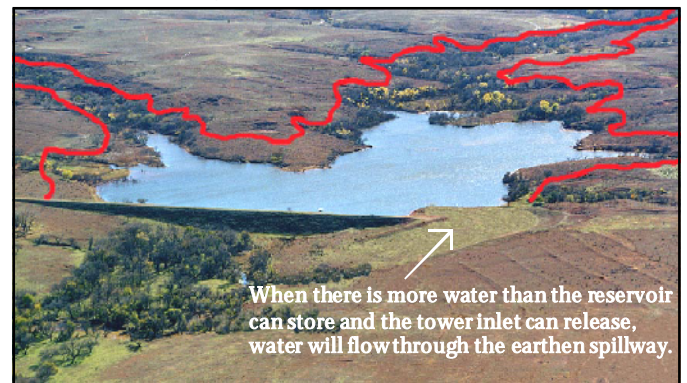 When there is more water than the reservoir
can store and the tower inlet can release,
water will flow through the earthen spillway.